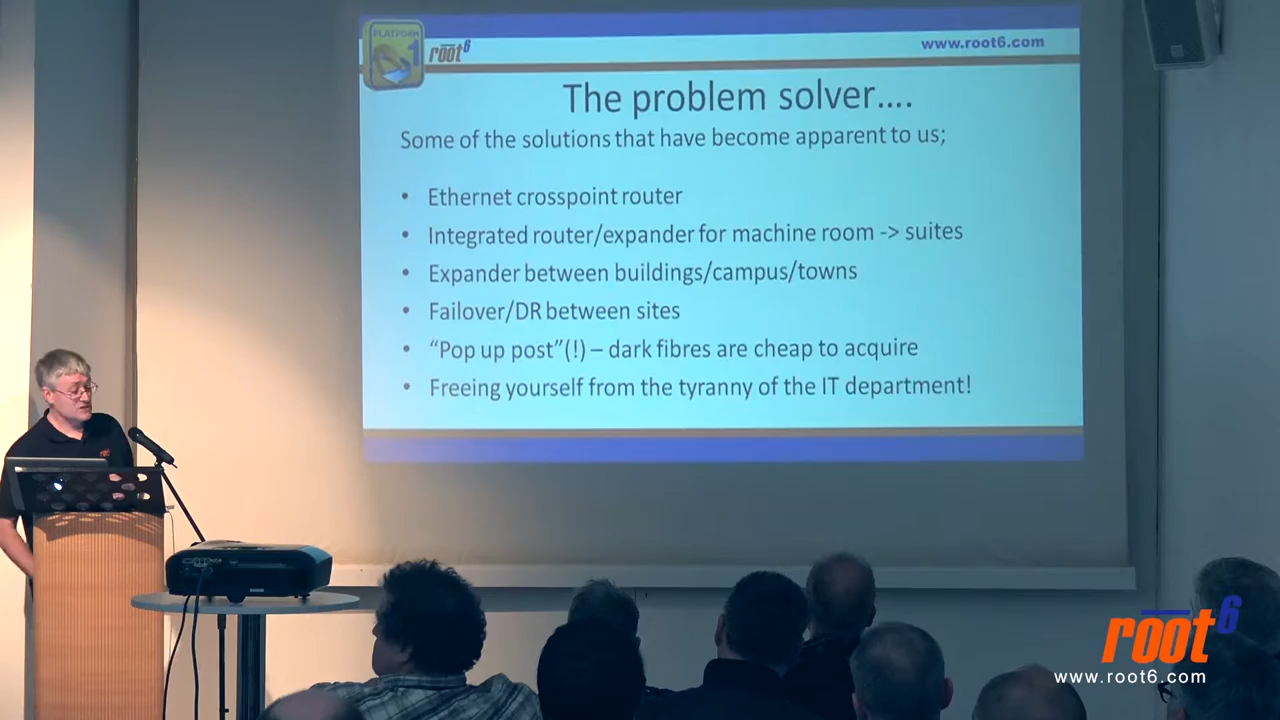 PLATFORM
1
root6
www.root6.com
The problem solver....
Some of the solutions that have become apparent to us;
• Ethernet crosspoint router
• Integrated router/expander for machine room -> suites
• Expander between buildings/campus/towns
• Failover/DR between sites
• “Pop up post”(!) – dark fibres are cheap to acquire
• Freeing yourself from the tyranny of the IT department!
root
root6
www.root6.com